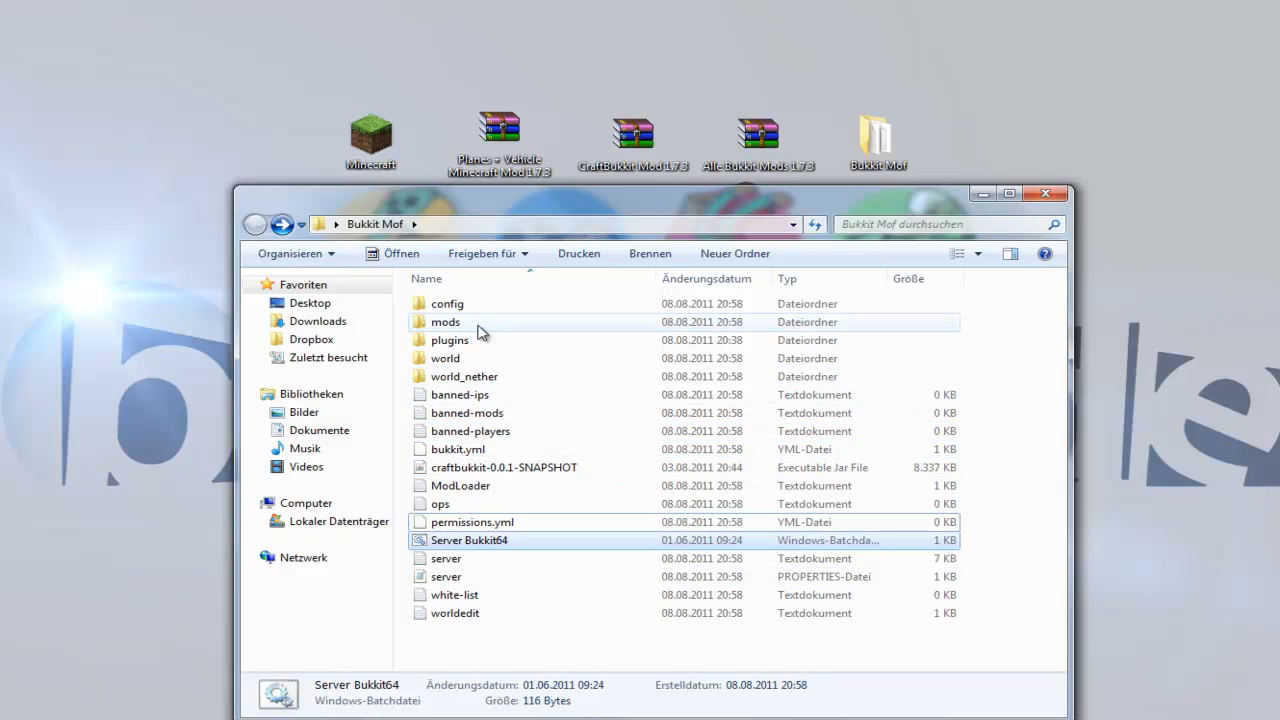 Minecraft
Planes + Vehicle
Minecraft Mod 1.7.3
CraftBukkit Mod 1.7.3
Alle Bukkit Mods 1.7.3
Bukkit Mof
Bukkit Mof
Bukkit Mof durchsuchen
Organisieren Öffnen Freigeben für Drucken Brennen Neuer Ordner
Name Änderungsdatum Typ Größe
Favoriten
Desktop
Downloads
Dropbox
Zuletzt besucht
Bibliotheken
Bilder
Dokumente
Musik
Videos
Computer
Lokaler Datenträger
Netzwerk
config 08.08.2011 20:58 Dateiordner
mods 08.08.2011 20:58 Dateiordner
plugins 08.08.2011 20:38 Dateiordner
world 08.08.2011 20:58 Dateiordner
world_nether 08.08.2011 20:58 Dateiordner
banned-ips 08.08.2011 20:58 Textdokument 0 KB
banned-mods 08.08.2011 20:58 Textdokument 0 KB
banned-players 08.08.2011 20:58 Textdokument 0 KB
bukkit.yml 08.08.2011 20:58 YML-Datei 1 KB
craftbukkit-0.0.1-SNAPSHOT 03.08.2011 20:44 Executable Jar File 8.337 KB
ModLoader 08.08.2011 20:58 Textdokument 1 KB
ops 08.08.2011 20:58 Textdokument 0 KB
permissions.yml 08.08.2011 20:58 YML-Datei 0 KB
Server Bukkit64 01.06.2011 09:24 Windows-Batchda... 1 KB
server 08.08.2011 20:58 Textdokument 7 KB
server 08.08.2011 20:58 PROPERTIES-Datei 1 KB
white-list 08.08.2011 20:58 Textdokument 0 KB
worldedit 08.08.2011 20:58 Textdokument 1 KB
Server Bukkit64 Änderungsdatum: 01.06.2011 09:24 Erstelldatum: 08.08.2011 20:58
Windows-Batchdatei Größe: 116 Bytes